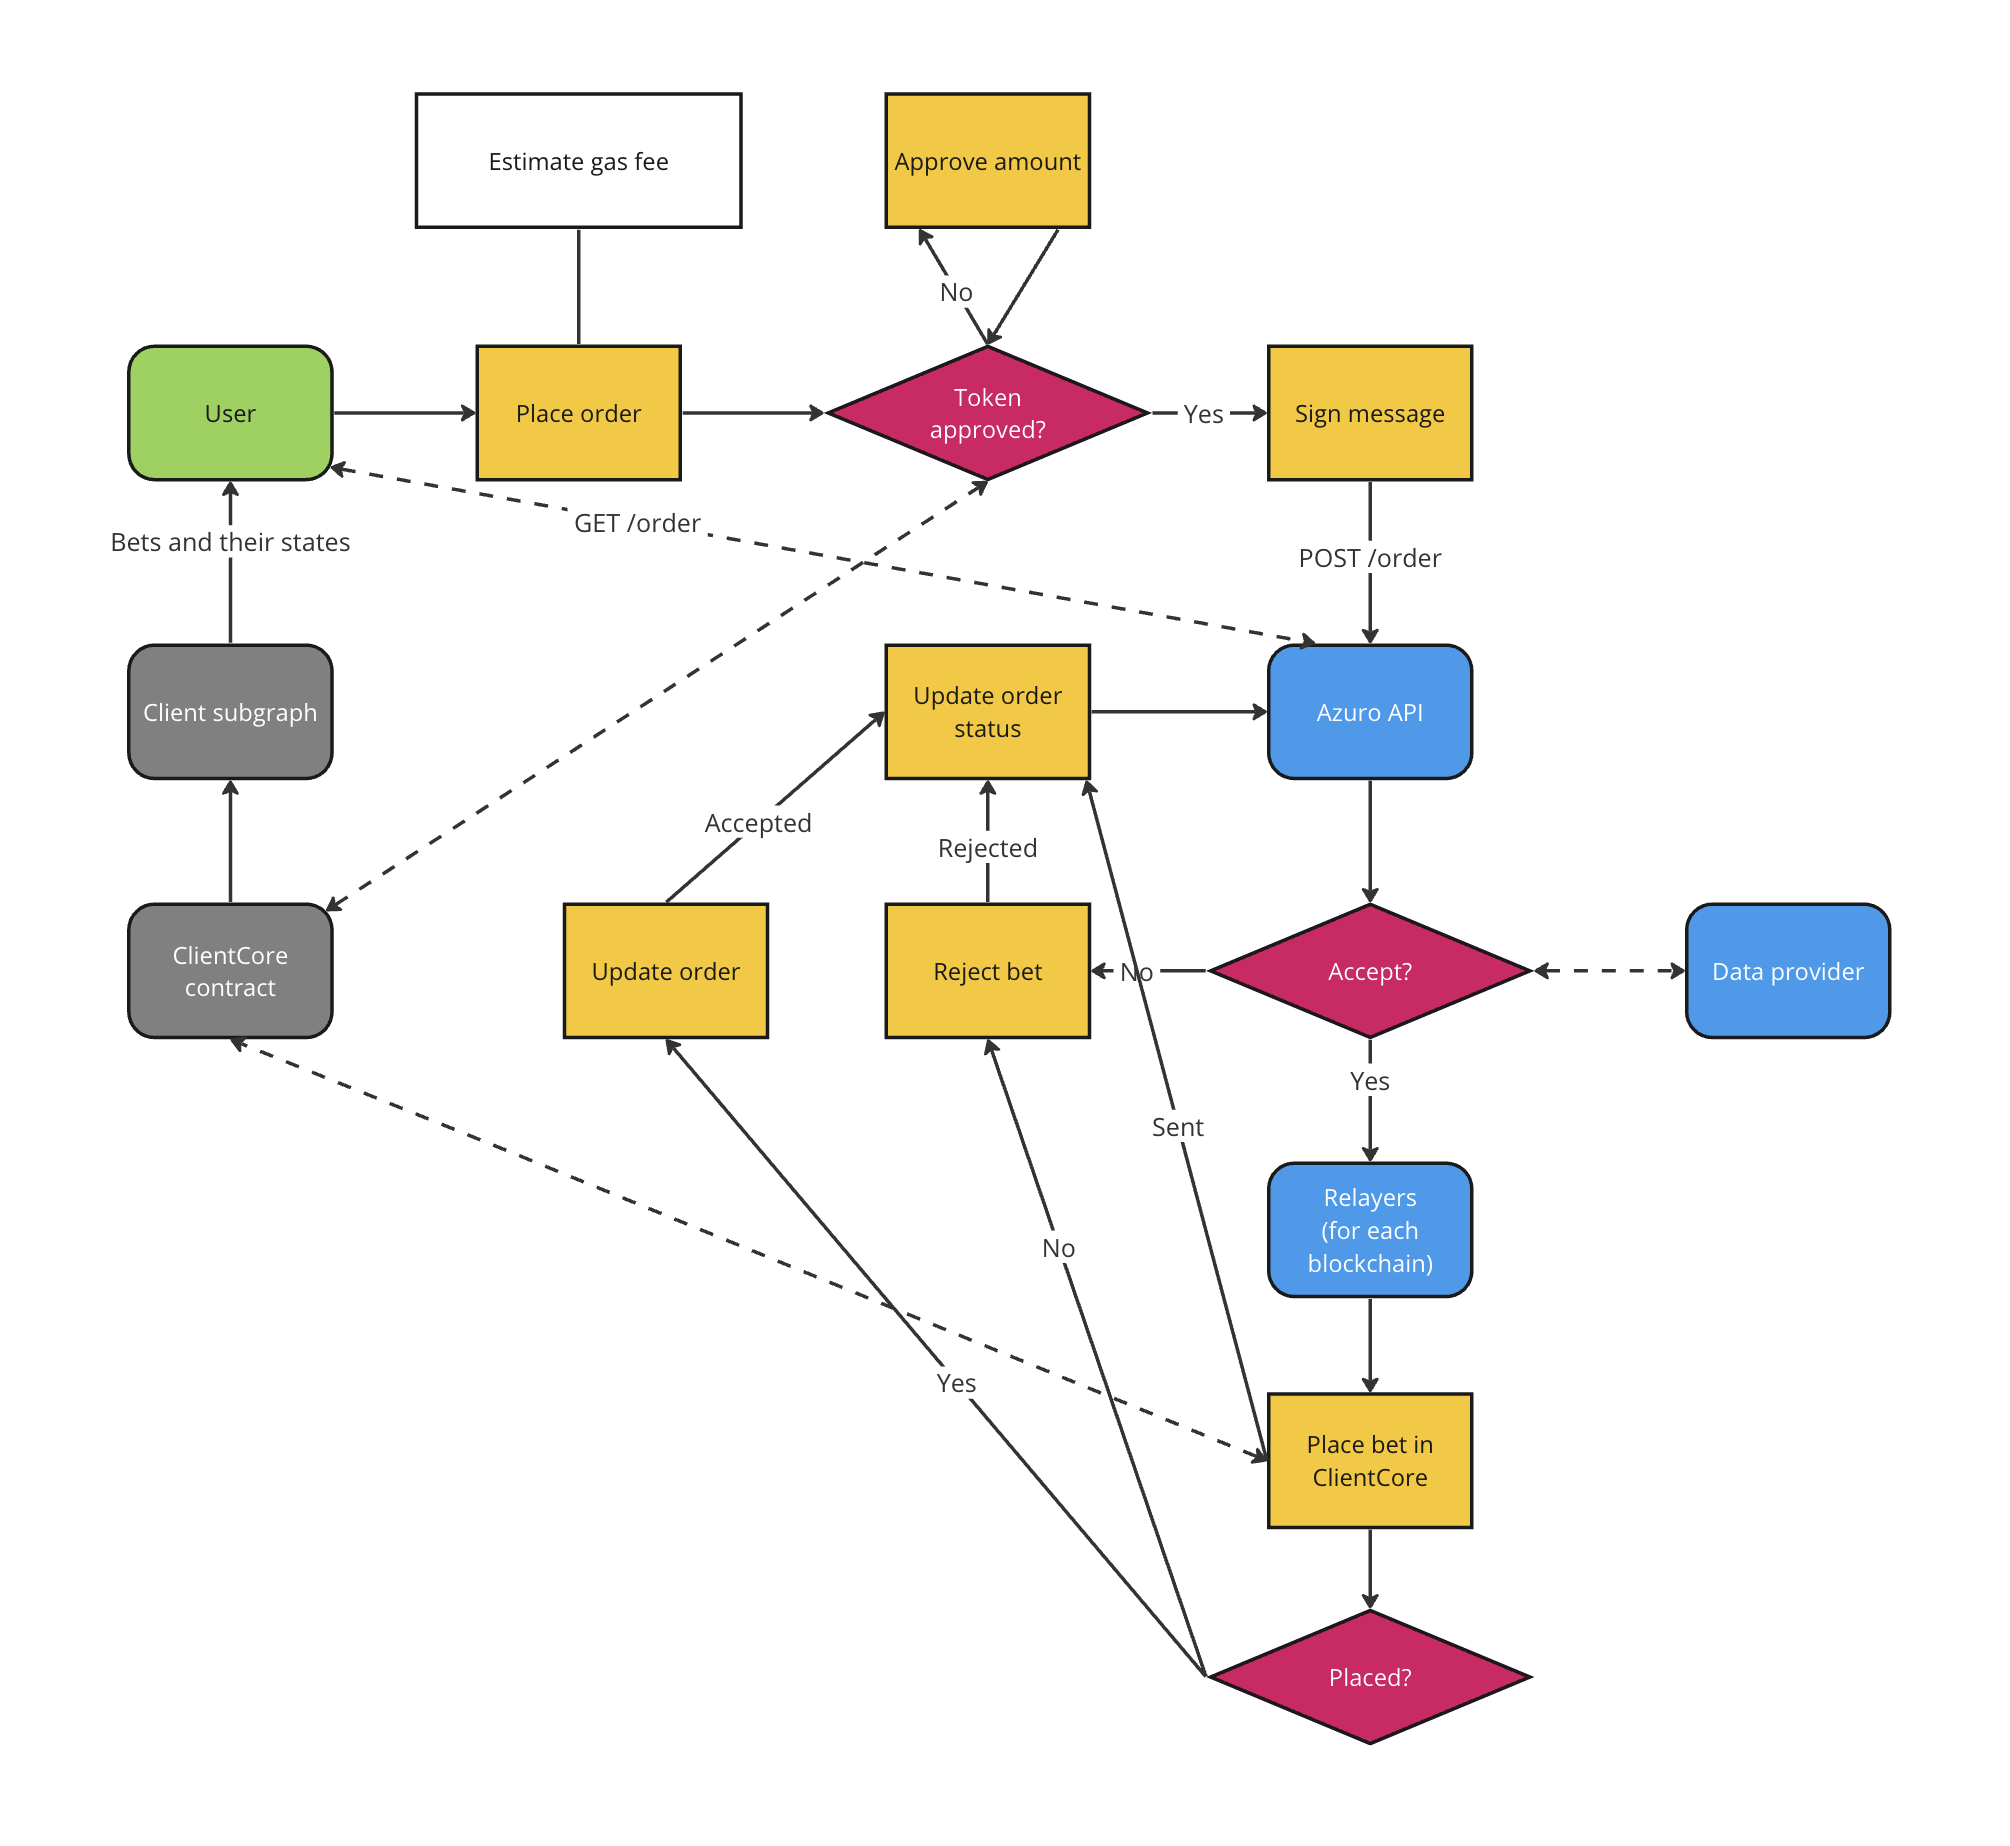 Estimate gas fee
Approve amount
No
User
Place order
Token
approved?
Yes
Sign message
GET /order
Bets and their states
POST /order
Client subgraph
Update order
status
Azuro API
Accepted
Rejected
ClientCore
contract
Update order
Reject bet
No
Accept?
Data provider
Yes
Sent
Relayers
(for each
blockchain)
No
Yes
Place bet in
ClientCore
Placed?